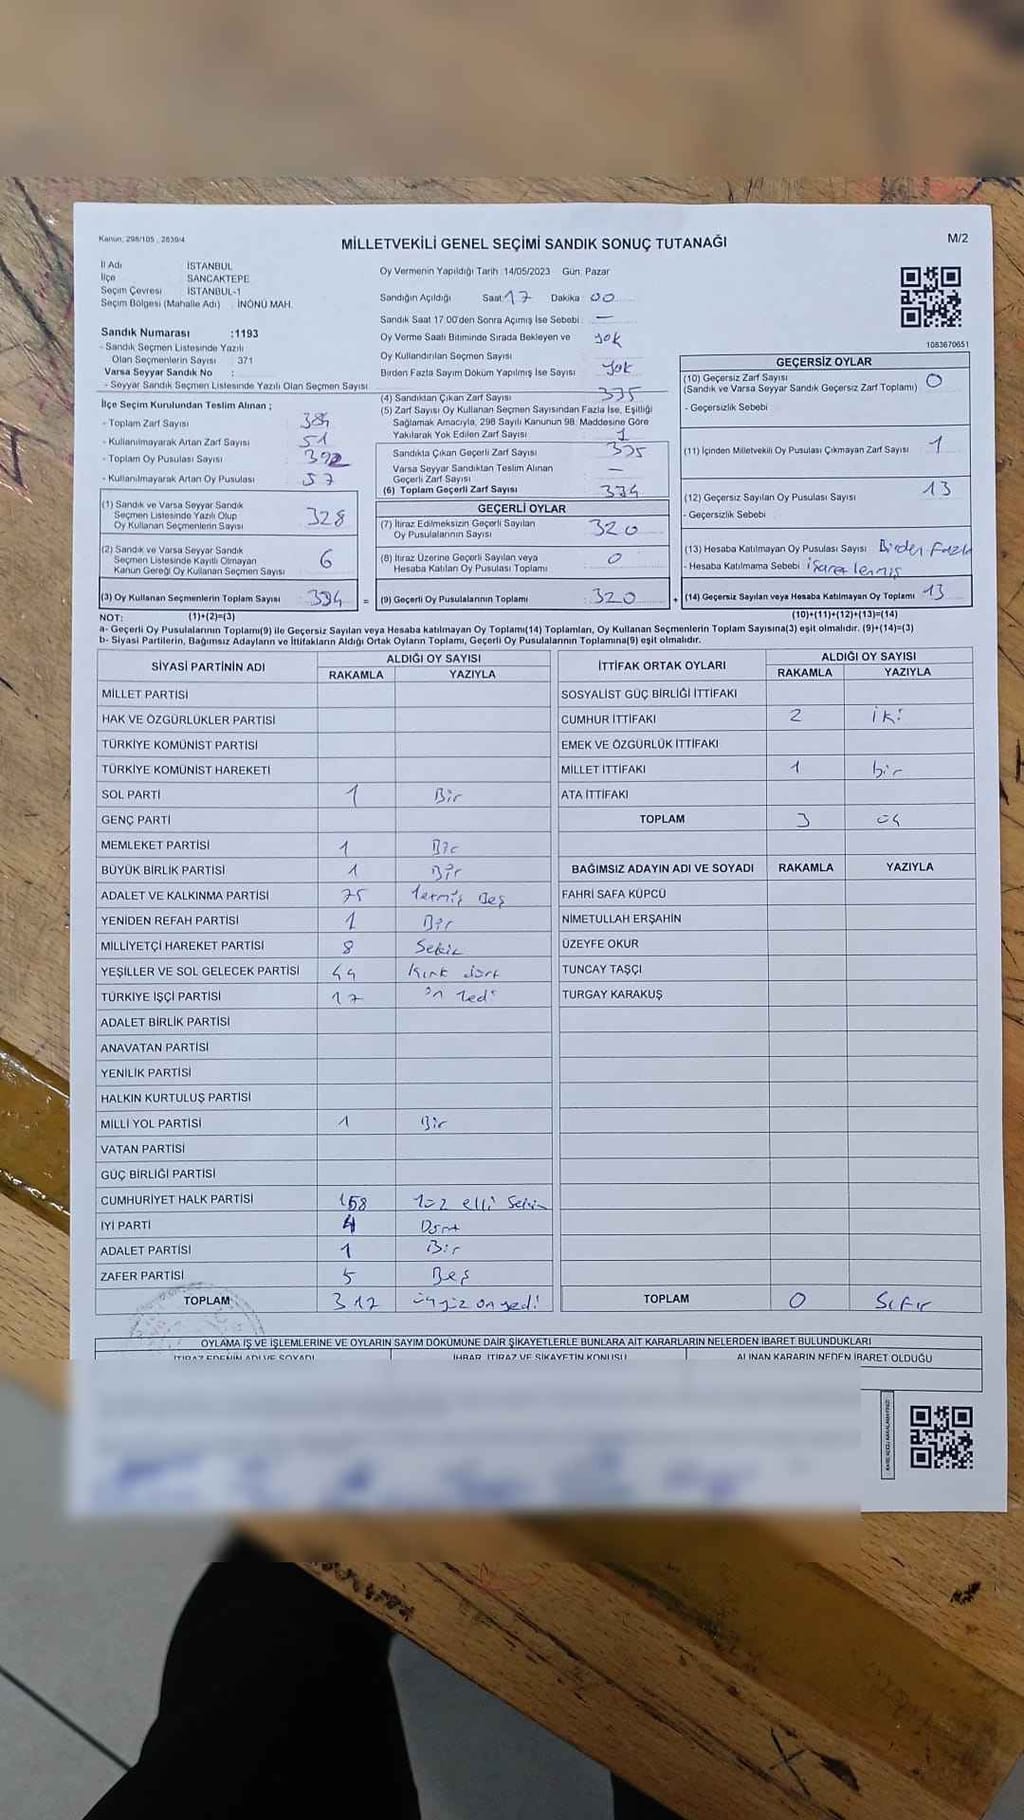 Kanun: 298/105, 2839/4
MİLLETVEKİLİ GENEL SEÇİMİ SANDIK SONUÇ TUTANAĞI
M/2
İl Adı İSTANBUL
İlçe SANCAKTEPE
Seçim Çevresi İSTANBUL-1
Seçim Bölgesi (Mahalle Adı) İNÖNÜ MAH.
Sandık Numarası :1193
- Sandık Seçmen Listesinde Yazılı
Olan Seçmenlerin Sayısı 371
Varsa Seyyar Sandık No :
- Seyyar Sandık Seçmen Listesinde Yazılı Olan Seçmen Sayısı
Oy Vermenin Yapıldığı Tarih 14/05/2023 Gün Pazar
Sandığın Açıldığı Saat 17 Dakika 00
Sandık Saat 17 00'den Sonra Açımış İse Sebebi : —
Oy Verme Saati Bitiminde Sırada Bekleyen ve yok
Oy Kullandırılan Seçmen Sayısı
Birden Fazla Sayım Döküm Yapılmış İse Sayısı yok
1083670651
İlçe Seçim Kurulundan Teslim Alınan ;
- Toplam Zarf Sayısı 384
- Kullanılmayarak Artan Zarf Sayısı 51
- Toplam Oy Pusulası Sayısı 392
- Kullanılmayarak Artan Oy Pusulası 57
(1) Sandık ve Varsa Seyyar Sandık
Seçmen Listesinde Yazılı Olup
Oy Kullanan Seçmenlerin Sayısı 328
(2) Sandık ve Varsa Seyyar Sandık
Seçmen Listesinde Kayıtlı Olmayan
Kanun Gereği Oy Kullanan Seçmen Sayısı 6
(3) Oy Kullanan Seçmenlerin Toplam Sayısı 334 =
(4) Sandıktan Çıkan Zarf Sayısı 335
(5) Zarf Sayısı Oy Kullanan Seçmen Sayısından Fazla İse, Eşitliği
Sağlamak Amacıyla, 298 Sayılı Kanunun 98. Maddesine Göre
Yakılarak Yok Edilen Zarf Sayısı 1
Sandıkta Çıkan Geçerli Zarf Sayısı 335
Varsa Seyyar Sandıktan Teslim Alınan
Geçerli Zarf Sayısı —
(6) Toplam Geçerli Zarf Sayısı 334
GEÇERLİ OYLAR
(7) İtiraz Edilmeksizin Geçerli Sayılan
Oy Pusulalarının Sayısı 320
(8) İtiraz Üzerine Geçerli Sayılan veya
Hesaba Katılan Oy Pusulası Toplamı 0
(9) Geçerli Oy Pusulalarının Toplamı 320 +
GEÇERSİZ OYLAR
(10) Geçersiz Zarf Sayısı
(Sandık ve Varsa Seyyar Sandık Geçersiz Zarf Toplamı) 0
- Geçersizlik Sebebi
(11) İçinden Milletvekili Oy Pusulası Çıkmayan Zarf Sayısı 1
(12) Geçersiz Sayılan Oy Pusulası Sayısı 13
- Geçersizlik Sebebi
(13) Hesaba Katılmayan Oy Pusulası Sayısı Birden Fazla
- Hesaba Katılmama Sebebi işaretlenmiş
(14) Geçersiz Sayılan veya Hesaba Katılmayan Oy Toplamı 13
NOT: (1)+(2)=(3) (10)+(11)+(12)+(13)=(14)
a- Geçerli Oy Pusulalarının Toplamı(9) ile Geçersiz Sayılan veya Hesaba katılmayan Oy Toplamı(14) Toplamları, Oy Kullanan Seçmenlerin Toplam Sayısına(3) eşit olmalıdır. (9)+(14)=(3)
b- Siyasi Partilerin, Bağımsız Adayların ve İttifakların Aldığı Ortak Oyların Toplamı, Geçerli Oy Pusulalarının Toplamına(9) eşit olmalıdır.
SİYASİ PARTİNİN ADI ALDIĞI OY SAYISI
RAKAMLA YAZIYLA
MİLLET PARTİSİ
HAK VE ÖZGÜRLÜKLER PARTİSİ
TÜRKİYE KOMÜNİST PARTİSİ
TÜRKİYE KOMÜNİST HAREKETİ
SOL PARTİ 1 Bir
GENÇ PARTİ
MEMLEKET PARTİSİ 1 Bir
BÜYÜK BİRLİK PARTİSİ 1 Bir
ADALET VE KALKINMA PARTİSİ 75 Yetmiş Beş
YENİDEN REFAH PARTİSİ 1 Bir
MİLLİYETÇİ HAREKET PARTİSİ 8 Sekiz
YEŞİLLER VE SOL GELECEK PARTİSİ 44 Kırk dört
TÜRKİYE İŞÇİ PARTİSİ 17 On Yedi
ADALET BİRLİK PARTİSİ
ANAVATAN PARTİSİ
YENİLİK PARTİSİ
HALKIN KURTULUŞ PARTİSİ
MİLLİ YOL PARTİSİ 1 Bir
VATAN PARTİSİ
GÜÇ BİRLİĞİ PARTİSİ
CUMHURİYET HALK PARTİSİ 158 Yüz elli Sekiz
İYİ PARTİ 4 Dört
ADALET PARTİSİ 1 Bir
ZAFER PARTİSİ 5 Beş
TOPLAM 317 üçyüz onyedi
İTTİFAK ORTAK OYLARI ALDIĞI OY SAYISI
RAKAMLA YAZIYLA
SOSYALİST GÜÇ BİRLİĞİ İTTİFAKI
CUMHUR İTTİFAKI 2 iki
EMEK VE ÖZGÜRLÜK İTTİFAKI
MİLLET İTTİFAKI 1 bir
ATA İTTİFAKI
TOPLAM 3 üç
BAĞIMSIZ ADAYIN ADI VE SOYADI RAKAMLA YAZIYLA
FAHRİ SAFA KÜPCÜ
NİMETULLAH ERŞAHİN
ÜZEYFE OKUR
TUNCAY TAŞÇI
TURGAY KARAKUŞ
TOPLAM 0 Sıfır
OYLAMA İŞ VE İŞLEMLERİNE VE OYLARIN SAYIM DÖKÜMÜNE DAİR ŞİKAYETLERLE BUNLARA AİT KARARLARIN NELERDEN İBARET BULUNDUKLARI
İTİRAZ EDENİN ADI VE SOYADI İHBAR, İTİRAZ VE ŞİKAYETİN KONUSU ALINAN KARARIN NEDEN İBARET OLDUĞU